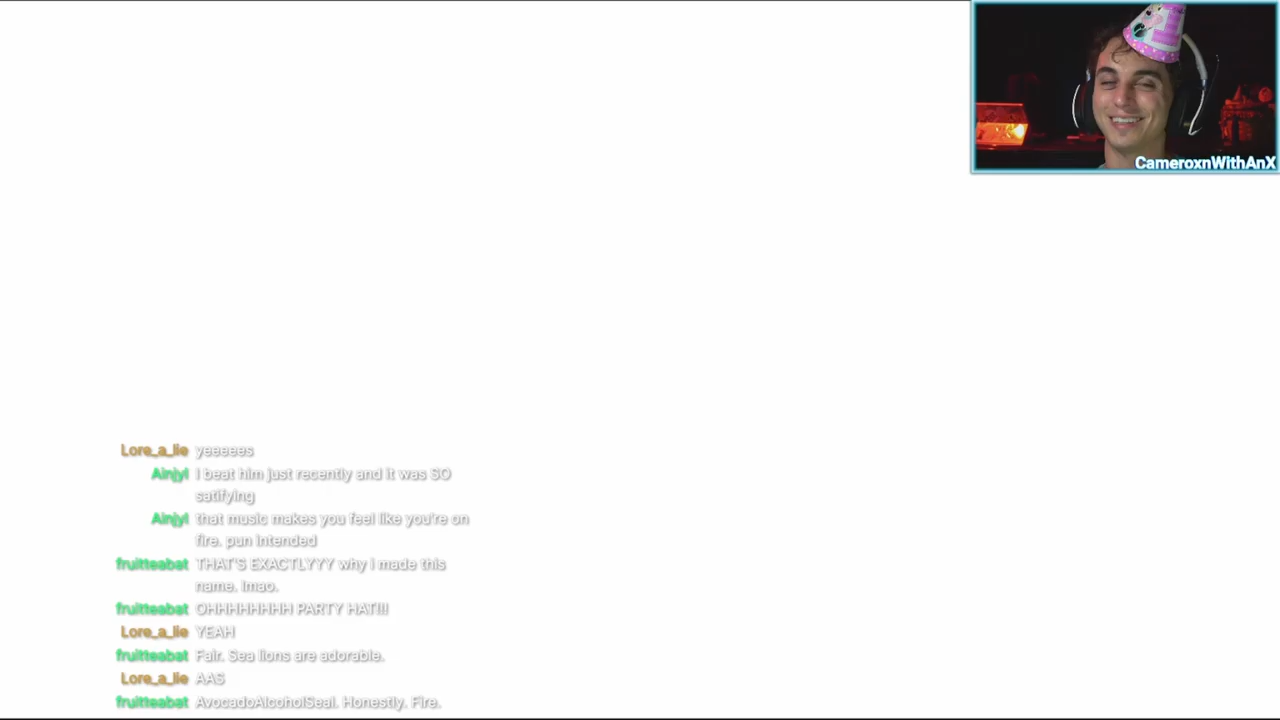 CameroxnWithAnX
Lore_a_lie yeeeees
Ainjyl I beat him just recently and it was SO
satifying
Ainjyl that music makes you feel like you're on
fire. pun intended
fruitteabat THAT'S EXACTLYYY why I made this
name. lmao.
fruitteabat OHHHHHHHH PARTY HAT!!!
Lore_a_lie YEAH
fruitteabat Fair. Sea lions are adorable.
Lore_a_lie AAS
fruitteabat AvocadoAlcoholSeal. Honestly. Fire.